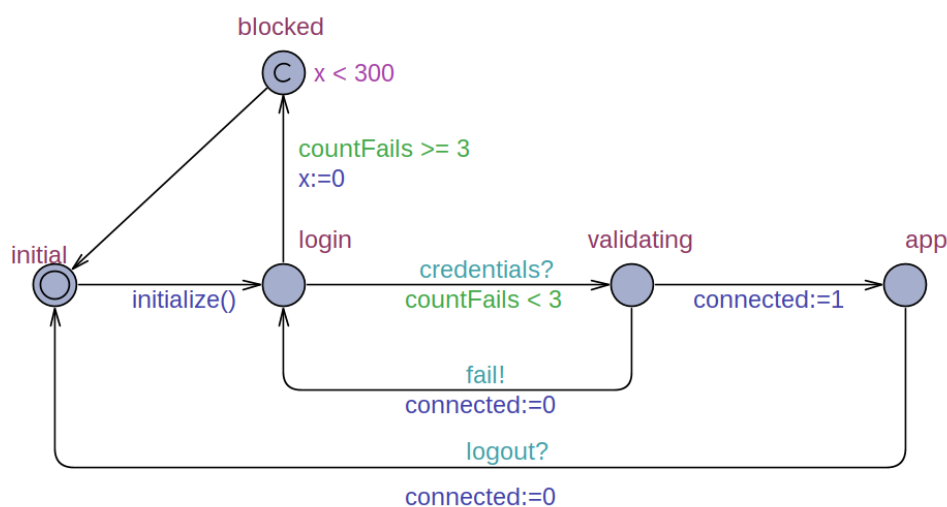 blocked
C
x < 300
countFails >= 3
x:=0
initial
login
validating
app
credentials?
initialize()
countFails < 3
connected:=1
fail!
connected:=0
logout?
connected:=0